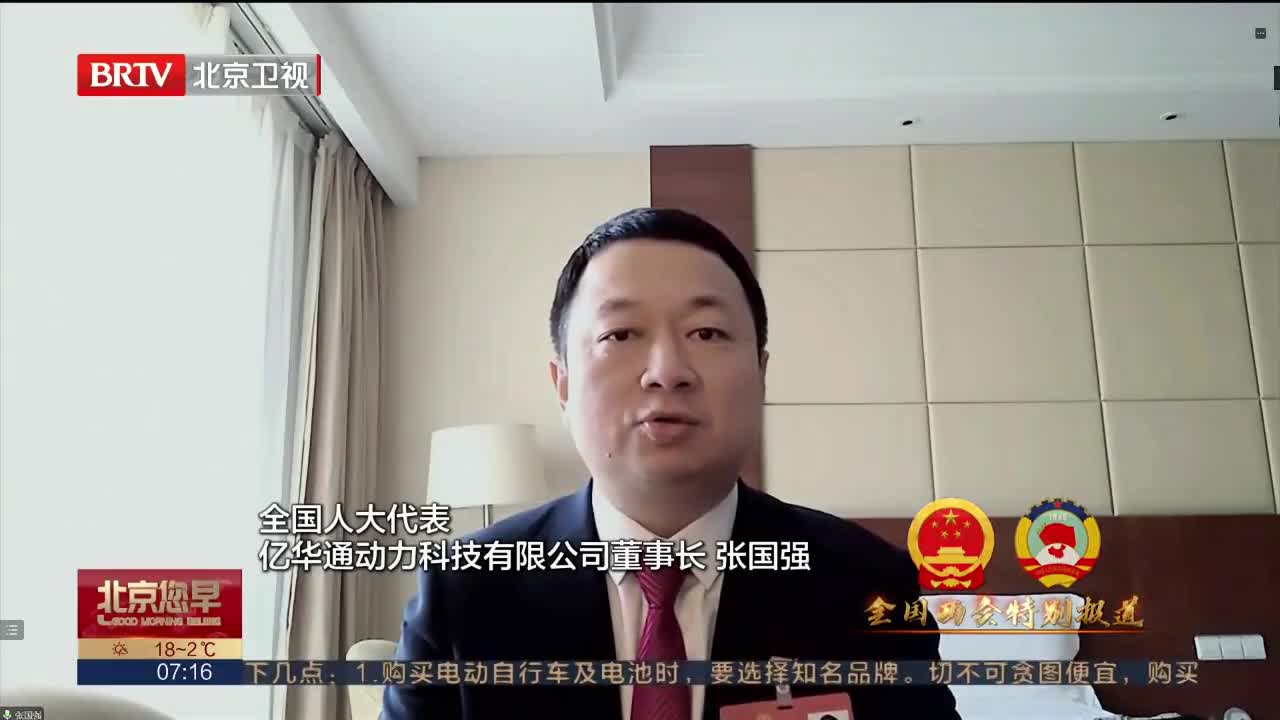 BRTV 北京卫视
全国人大代表
亿华通动力科技有限公司董事长 张国强
全国两会特别报道
北京您早
GOOD MORNING BEIJING
18~2℃
07:16 下几点：1.购买电动自行车及电池时，要选择知名品牌。切不可贪图便宜，购买
张国强